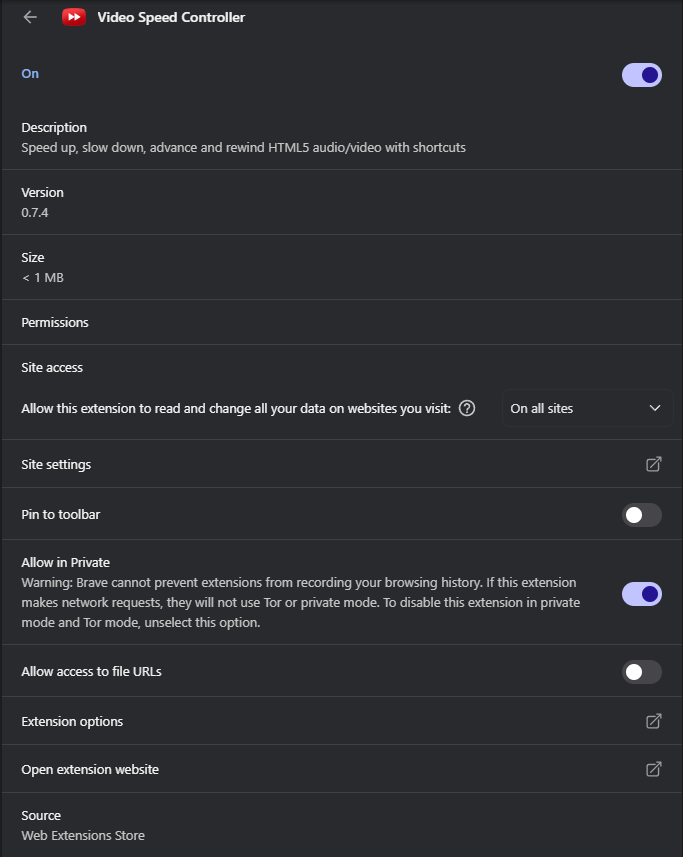 Video Speed Controller
On
Description
Speed up, slow down, advance and rewind HTML5 audio/video with shortcuts
Version
0.7.4
Size
< 1 MB
Permissions
Site access
Allow this extension to read and change all your data on websites you visit: ? On all sites
Site settings
Pin to toolbar
Allow in Private
Warning: Brave cannot prevent extensions from recording your browsing history. If this extension
makes network requests, they will not use Tor or private mode. To disable this extension in private
mode and Tor mode, unselect this option.
Allow access to file URLs
Extension options
Open extension website
Source
Web Extensions Store